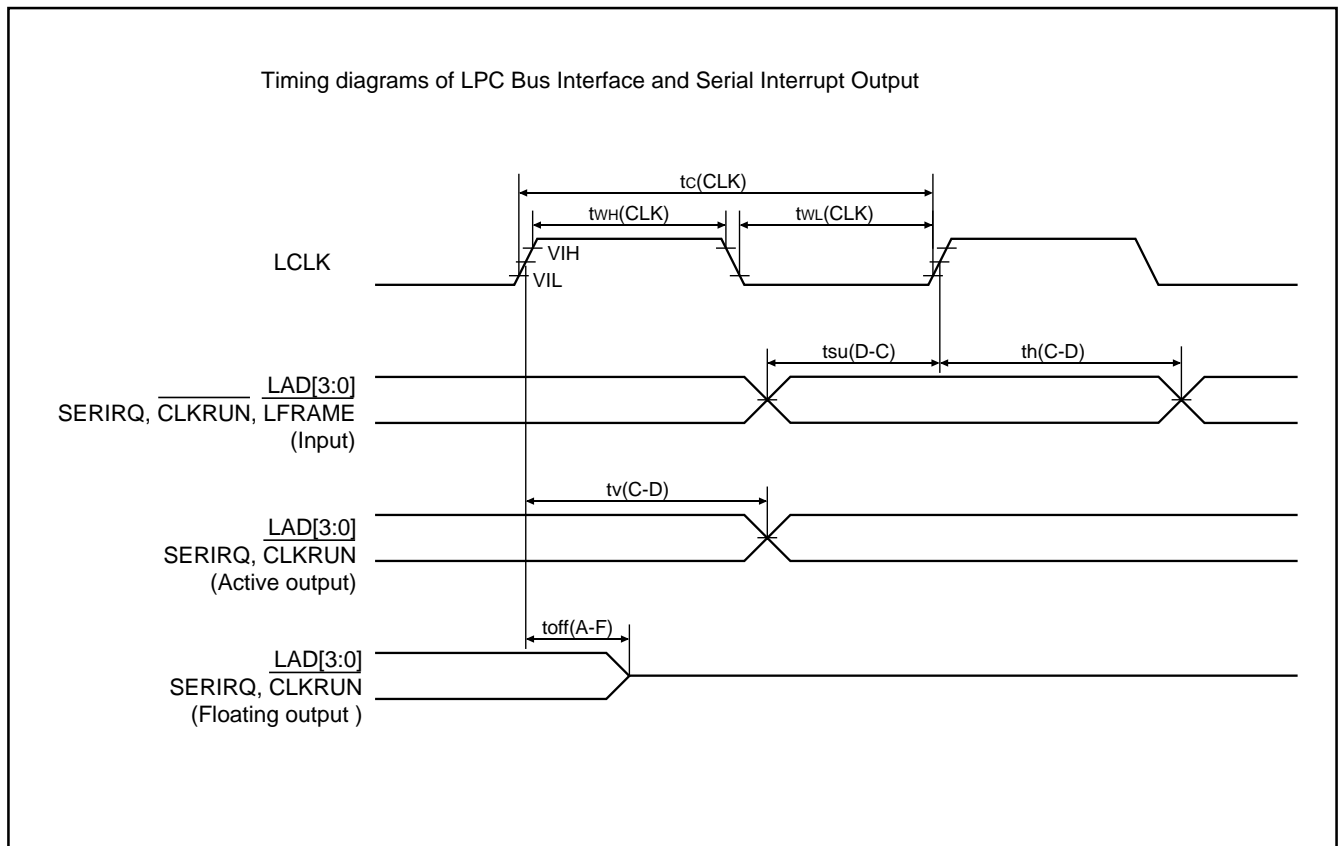 Timing diagrams of LPC Bus Interface and Serial Interrupt Output
tC(CLK)
tWH(CLK)
tWL(CLK)
LCLK
VIH
VIL
tsu(D-C)
th(C-D)
LAD[3:0]
SERIRQ, CLKRUN, LFRAME
(Input)
tv(C-D)
LAD[3:0]
SERIRQ, CLKRUN
(Active output)
toff(A-F)
LAD[3:0]
SERIRQ, CLKRUN
(Floating output )